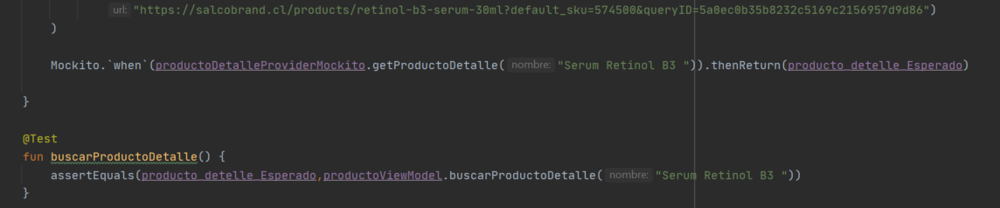 url: "https://salcobrand.cl/products/retinol-b3-serum-30ml?default_sku=574500&queryID=5a0ec0b35b8232c5169c2156957d9d86")
)
Mockito.`when`(productoDetalleProviderMockito.getProductoDetalle( nombre: "Serum Retinol B3 ")).thenReturn(producto_detelle_Esperado)
}
@Test
fun buscarProductoDetalle() {
assertEquals(producto_detelle_Esperado,productoViewModel.buscarProductoDetalle( nombre: "Serum Retinol B3 "))
}